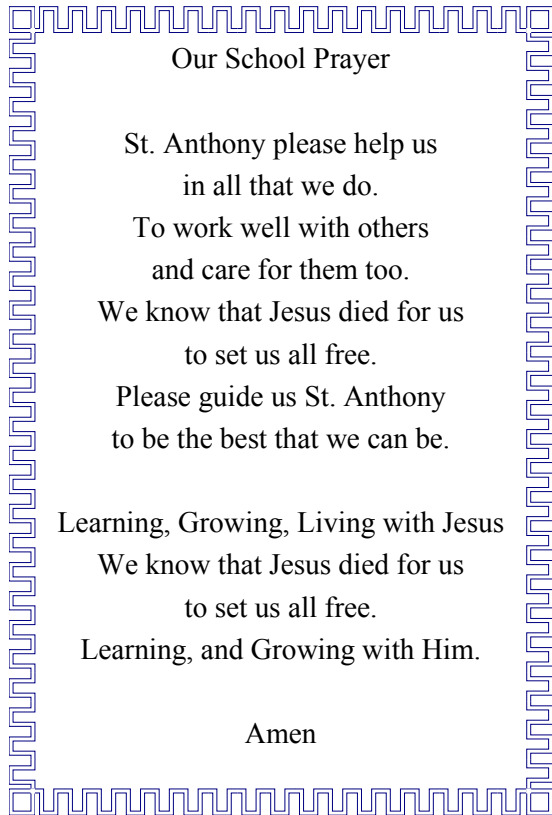 Our School Prayer
St. Anthony please help us
in all that we do.
To work well with others
and care for them too.
We know that Jesus died for us
to set us all free.
Please guide us St. Anthony
to be the best that we can be.
Learning, Growing, Living with Jesus
We know that Jesus died for us
to set us all free.
Learning, and Growing with Him.
Amen